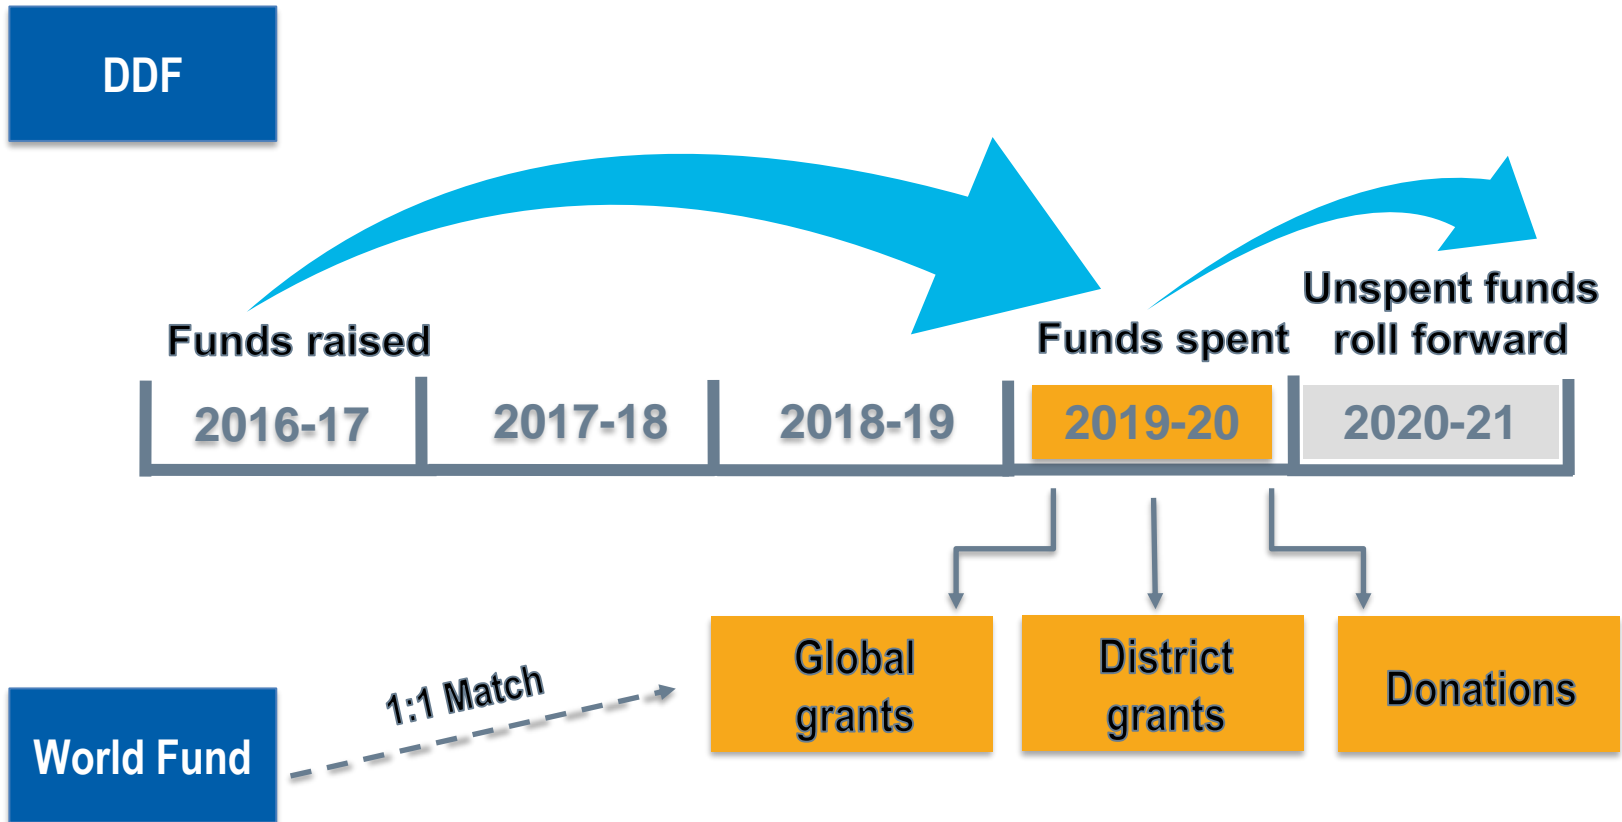 DDF
Funds raised
Funds spent
Unspent funds
roll forward
2016-17
2017-18
2018-19
2019-20
2020-21
Global
grants
District
grants
Donations
1:1 Match
World Fund